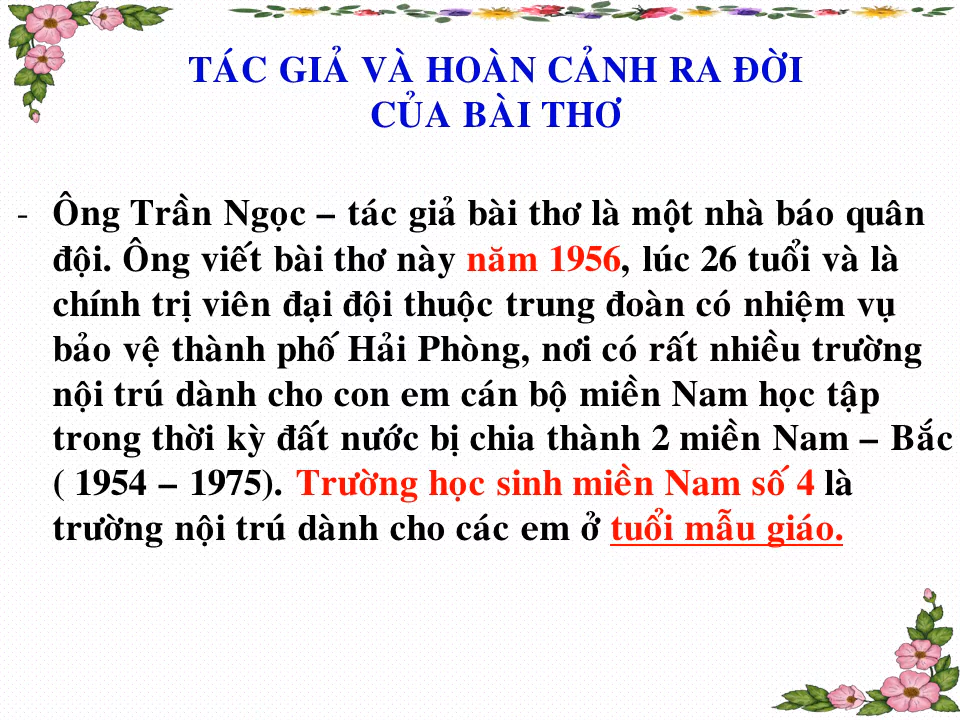 TÁC GIẢ VÀ HOÀN CẢNH RA ĐỜI
CỦA BÀI THƠ
- Ông Trần Ngọc – tác giả bài thơ là một nhà báo quân
đội. Ông viết bài thơ này năm 1956, lúc 26 tuổi và là
chính trị viên đại đội thuộc trung đoàn có nhiệm vụ
bảo vệ thành phố Hải Phòng, nơi có rất nhiều trường
nội trú dành cho con em cán bộ miền Nam học tập
trong thời kỳ đất nước bị chia thành 2 miền Nam – Bắc
( 1954 – 1975). Trường học sinh miền Nam số 4 là
trường nội trú dành cho các em ở tuổi mẫu giáo.